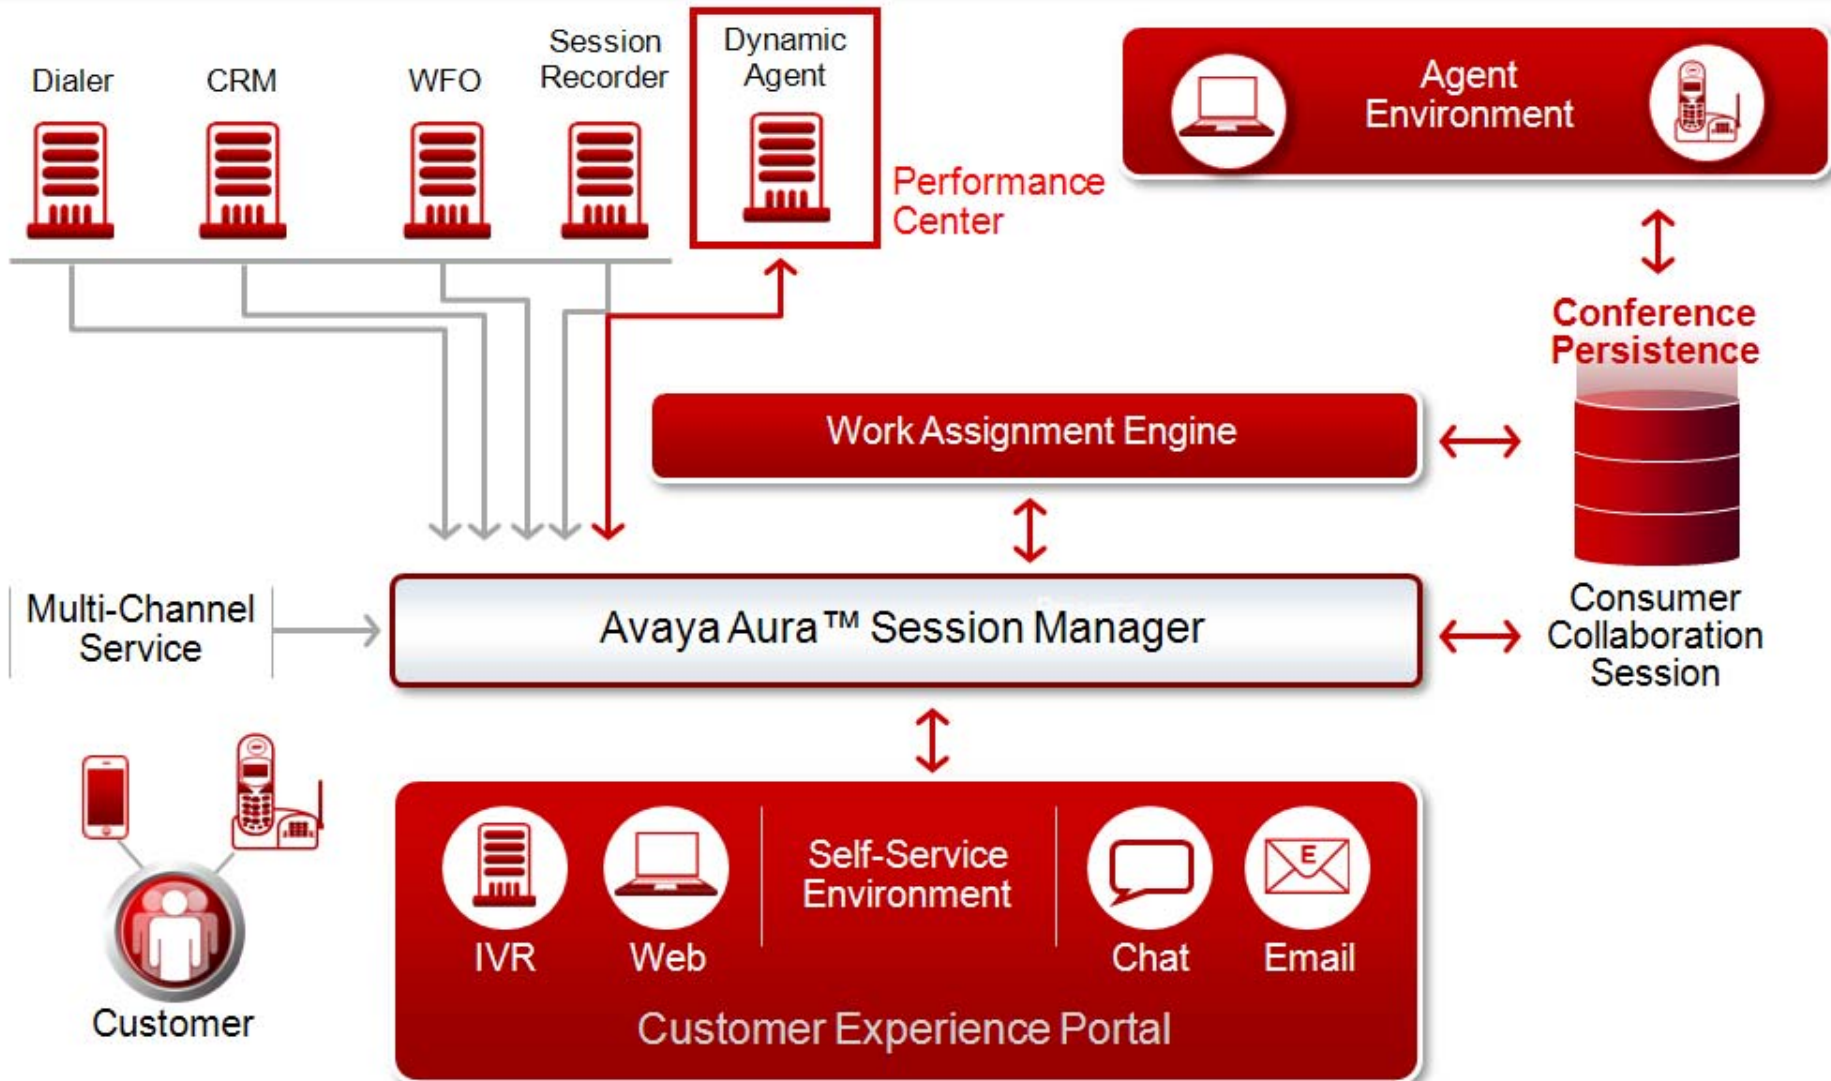 Dialer
CRM
WFO
Session
Recorder
Dynamic
Agent
Performance
Center
Agent
Environment
Conference
Persistence
Work Assignment Engine
Multi-Channel
Service
Avaya Aura™ Session Manager
Consumer
Collaboration
Session
Customer
IVR
Web
Self-Service
Environment
Chat
E
Email
Customer Experience Portal